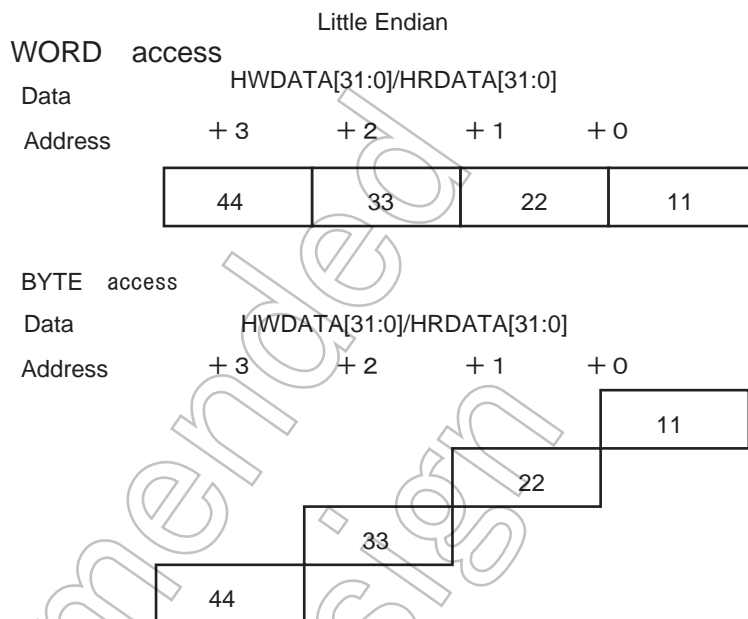 Little Endian
WORD access
Data HWDATA[31:0]/HRDATA[31:0]
Address +3 +2 +1 +0
44 33 22 11
BYTE access
Data HWDATA[31:0]/HRDATA[31:0]
Address +3 +2 +1 +0
11
22
33
44
mended
sign